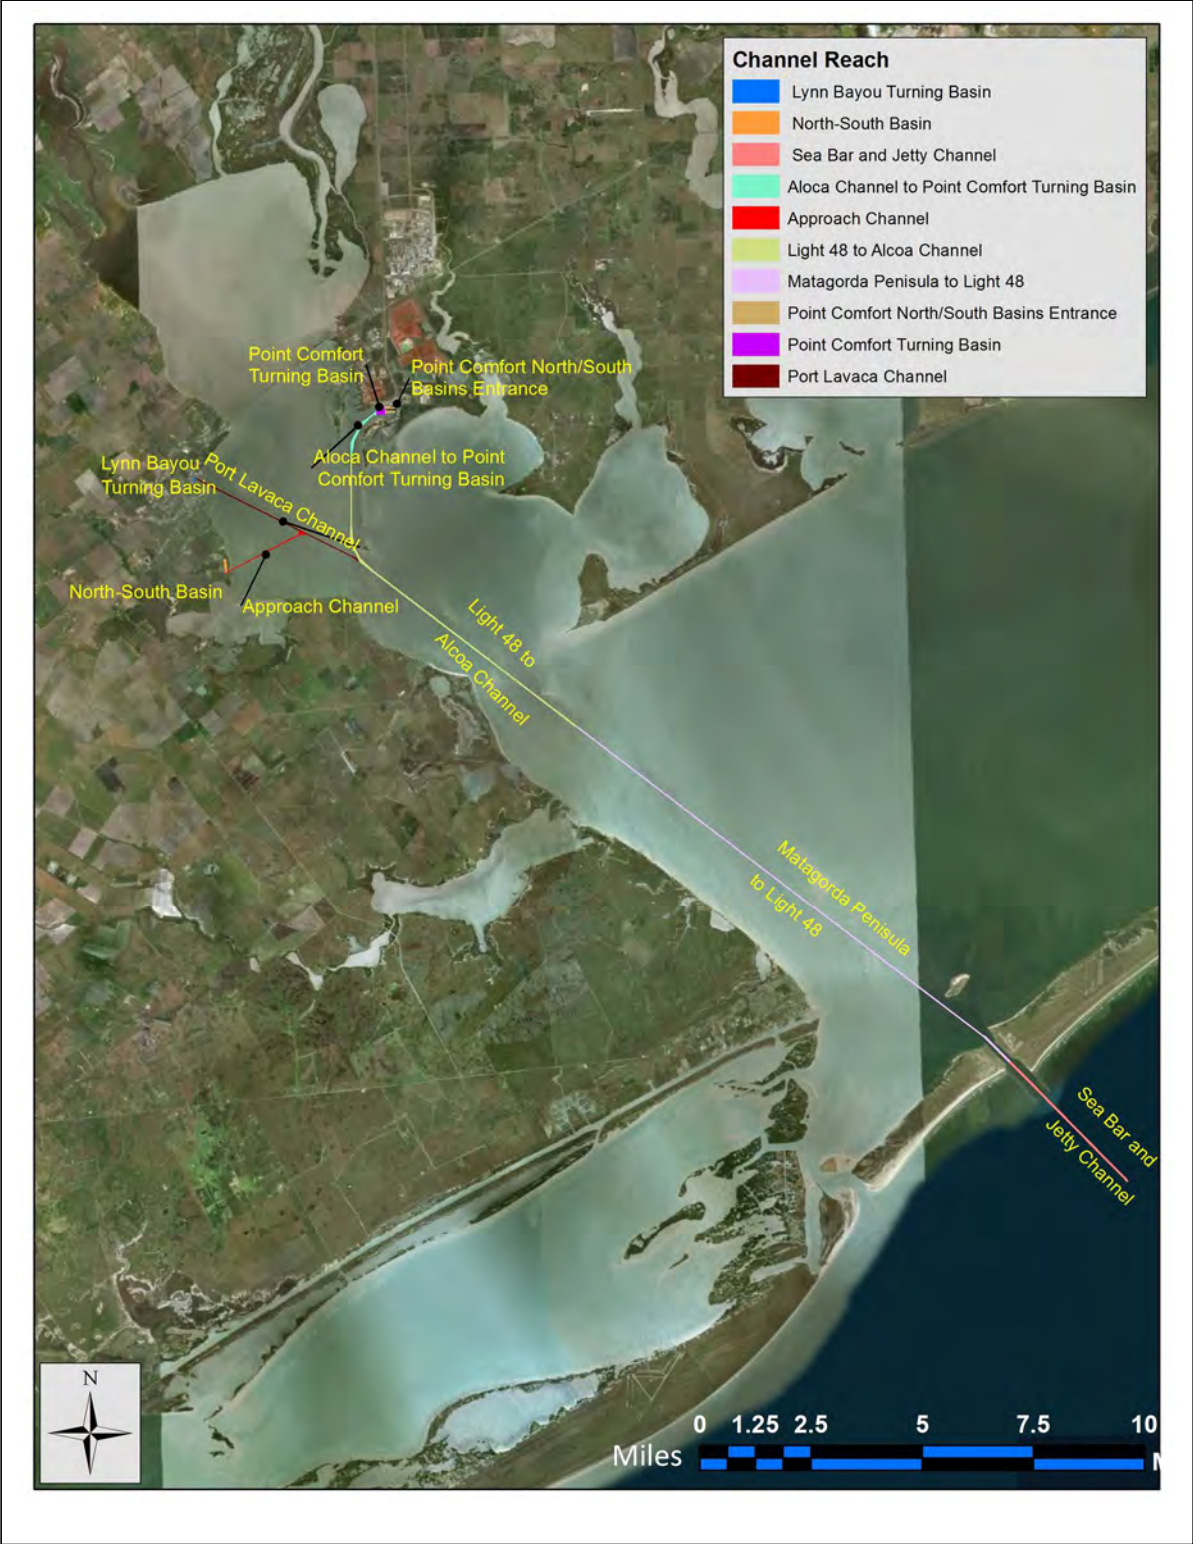 Channel Reach
Lynn Bayou Turning Basin
North-South Basin
Sea Bar and Jetty Channel
Aloca Channel to Point Comfort Turning Basin
Approach Channel
Light 48 to Alcoa Channel
Matagorda Penisula to Light 48
Point Comfort North/South Basins Entrance
Point Comfort Turning Basin
Port Lavaca Channel
Point Comfort
Turning Basin
Point Comfort North/South
Basins Entrance
Aloca Channel to Point
Comfort Turning Basin
Lynn Bayou
Turning Basin
Port Lavaca Channel
North-South Basin
Approach Channel
Light 48 to
Alcoa Channel
Matagorda Penisula
to Light 48
Sea Bar and
Jetty Channel
N
0 1.25 2.5 5 7.5 10
Miles